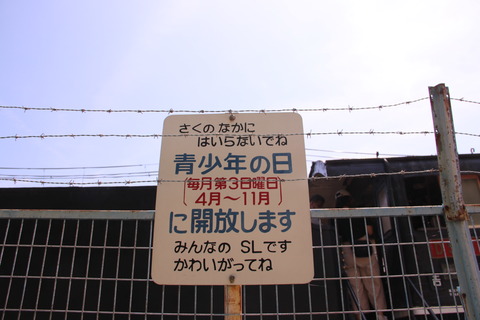 さくの なかに
はいらないでね
青少年の日
毎月第3日曜日
4月〜11月
に開放します
みんなの SLです
かわいがってね